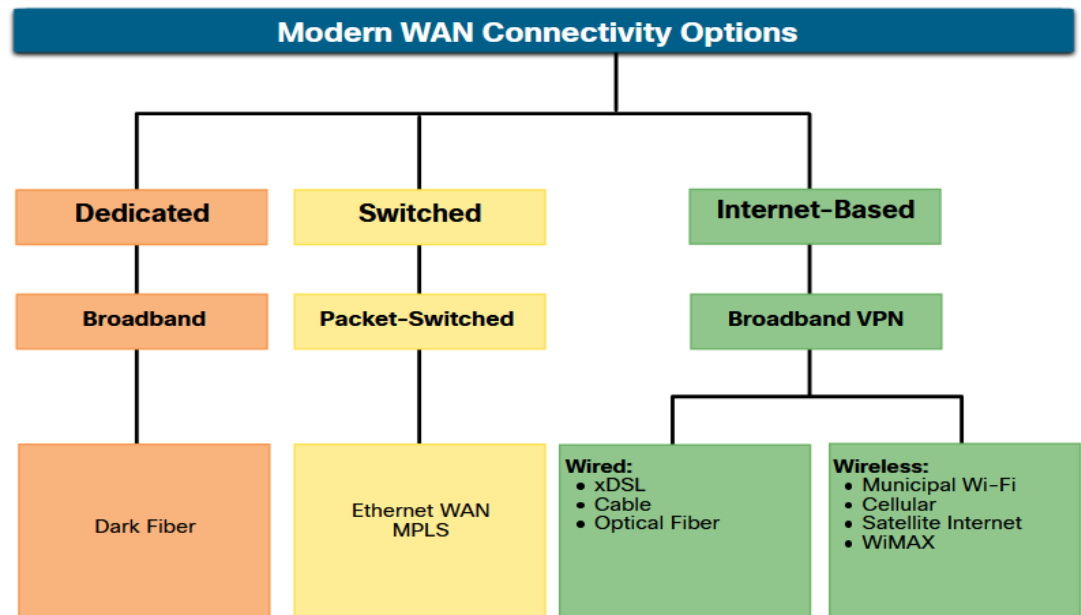 Modern WAN Connectivity Options
Dedicated
Switched
Internet-Based
Broadband
Packet-Switched
Broadband VPN
Dark Fiber
Ethernet WAN
MPLS
Wired:
• xDSL
• Cable
• Optical Fiber
Wireless:
• Municipal Wi-Fi
• Cellular
• Satellite Internet
• WiMAX